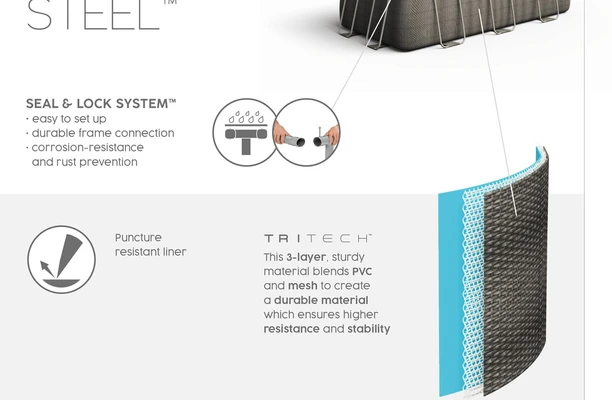 STEEL™
SEAL & LOCK SYSTEM™
· easy to set up
· durable frame connection
· corrosion-resistance
and rust prevention
Puncture
resistant liner
TRITECH™
This 3-layer, sturdy
material blends PVC
and mesh to create
a durable material
which ensures higher
resistance and stability